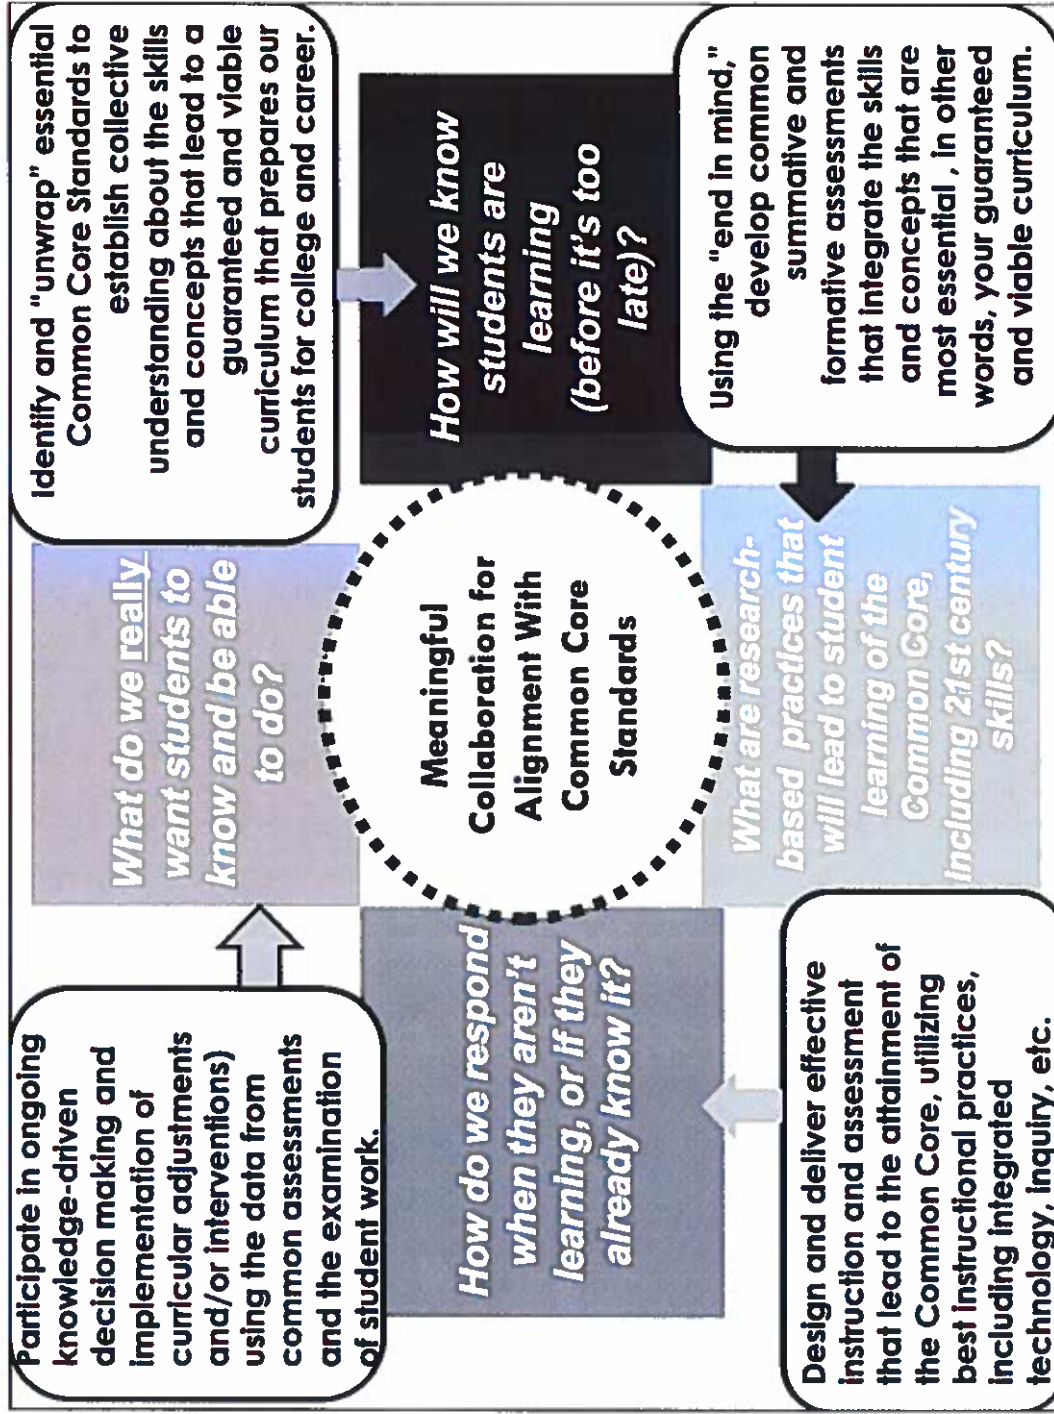 Participate in ongoing
knowledge-driven
decision making and
implementation of
curricular adjustments
and/or interventions)
using the data from
common assessments
and the examination
of student work.
What do we really
want students to
know and be able
to do?
Identify and "unwrap" essential
Common Core Standards to
establish collective
understanding about the skills
and concepts that lead to a
guaranteed and viable
curriculum that prepares our
students for college and career.
How do we respond
when they aren't
learning, or if they
already know it?
Meaningful
Collaboration for
Alignment With
Common Core
Standards
How will we know
students are
learning
(before it's too
late)?
Design and deliver effective
instruction and assessment
that lead to the attainment of
the Common Core, utilizing
best instructional practices,
including integrated
technology, inquiry, etc.
What are research-
based practices that
will lead to student
learning of the
Common Core,
including 21st century
skills?
Using the "end in mind,"
develop common
summative and
formative assessments
that integrate the skills
and concepts that are
most essential , in other
words, your guaranteed
and viable curriculum.